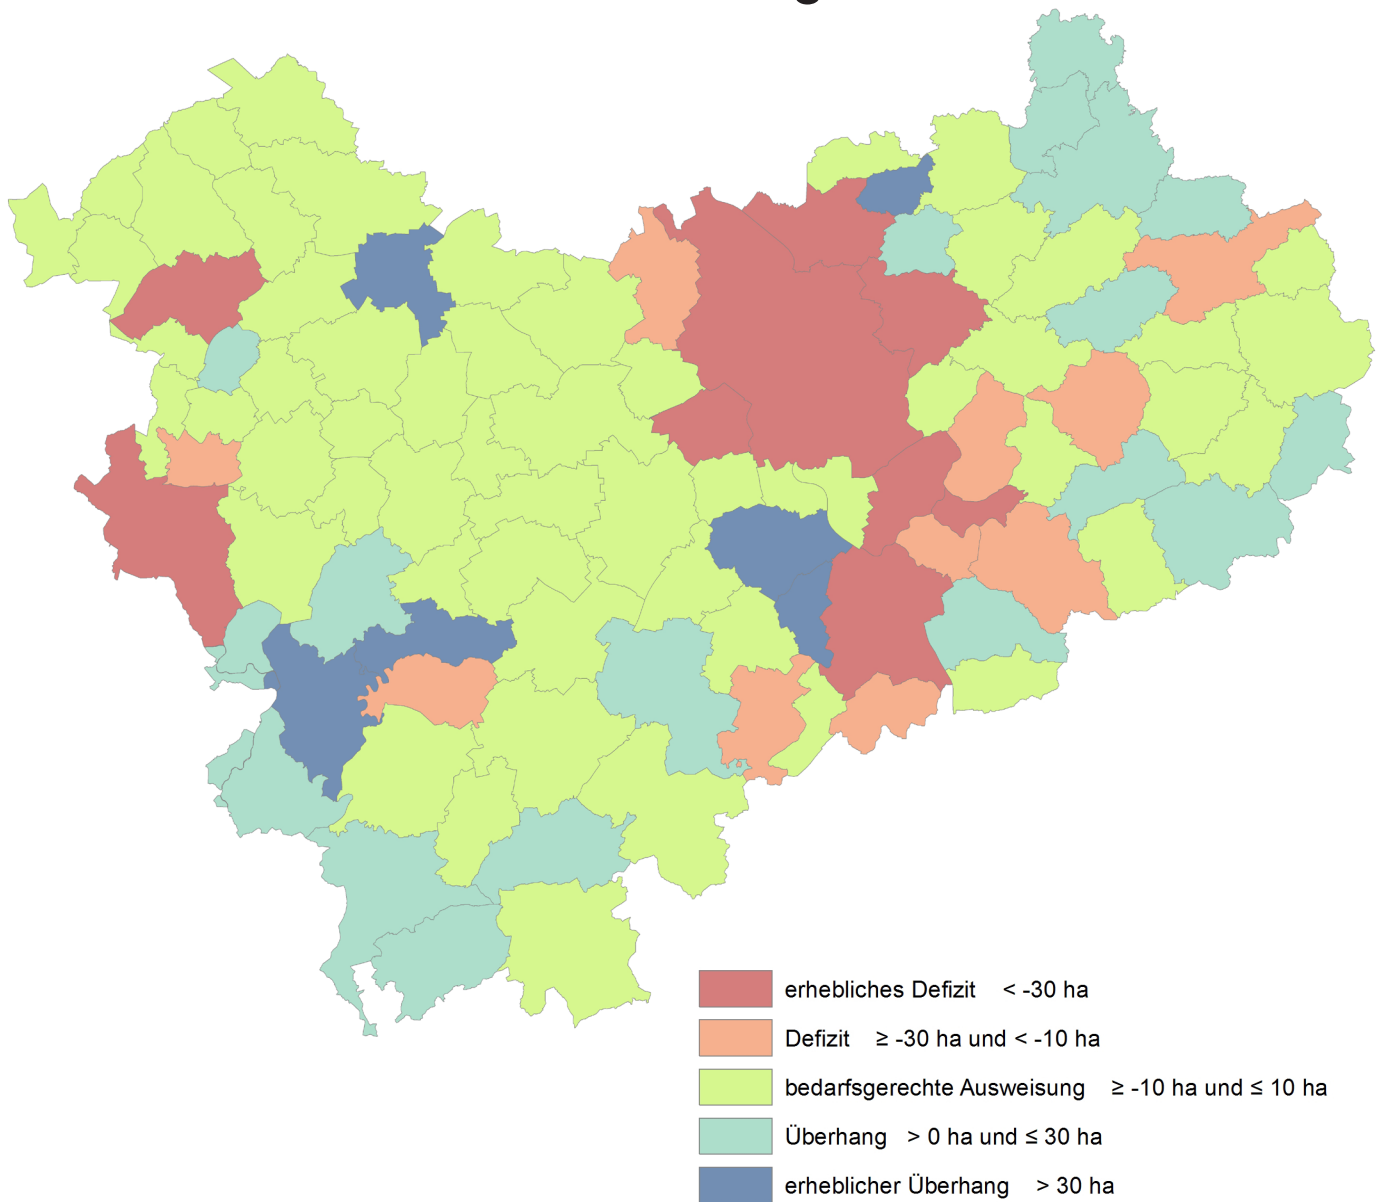 erhebliches Defizit < -30 ha
Defizit ≥ -30 ha und < -10 ha
bedarfsgerechte Ausweisung ≥ -10 ha und ≤ 10 ha
Überhang > 0 ha und ≤ 30 ha
erheblicher Überhang > 30 ha